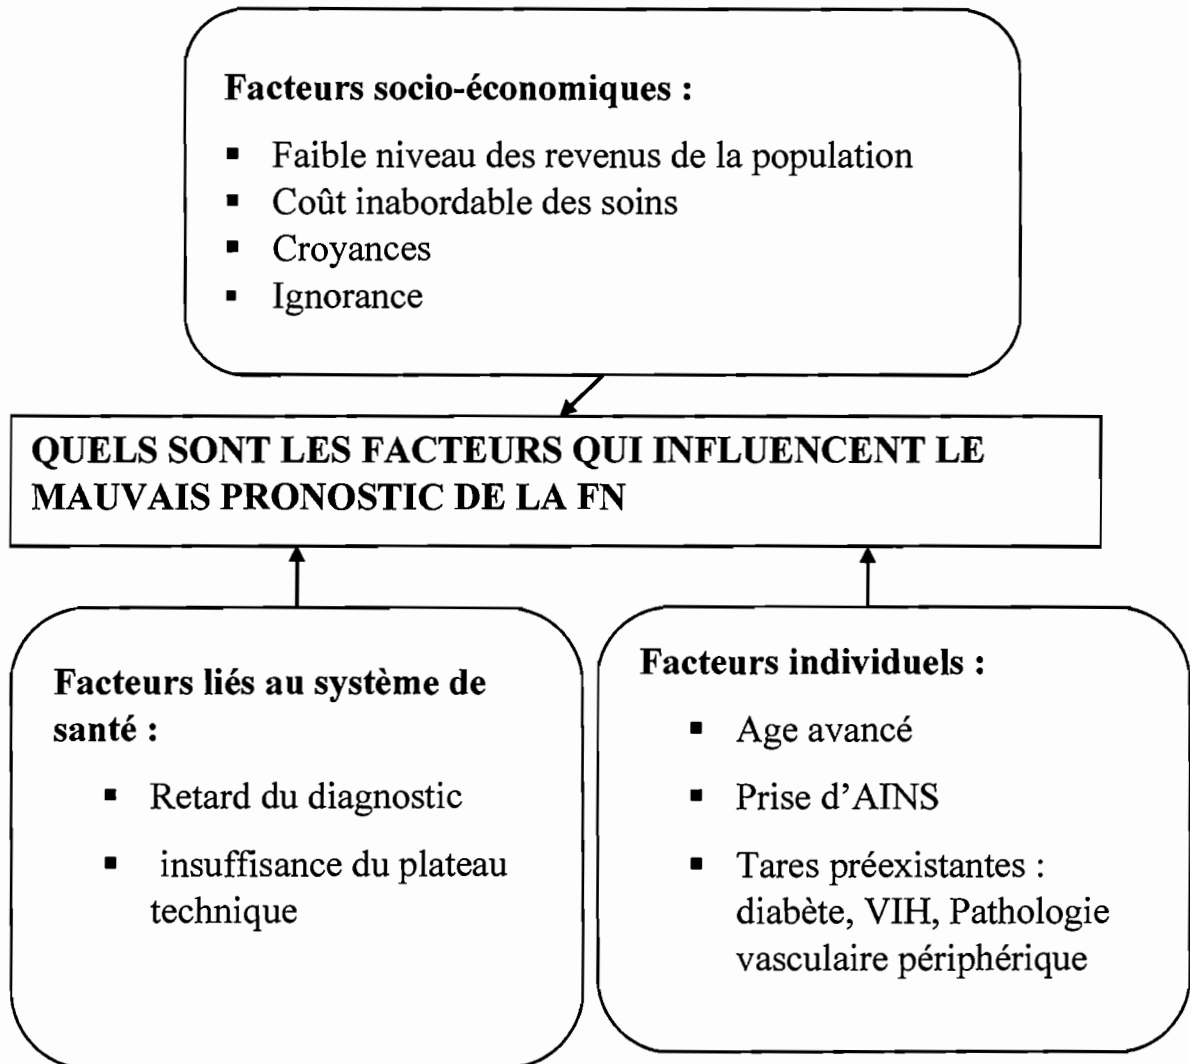 Facteurs socio-économiques :
▪ Faible niveau des revenus de la population
▪ Coût inabordable des soins
▪ Croyances
▪ Ignorance
QUELS SONT LES FACTEURS QUI INFLUENCENT LE
MAUVAIS PRONOSTIC DE LA FN
Facteurs liés au système de
santé :
▪ Retard du diagnostic
▪ insuffisance du plateau
technique
Facteurs individuels :
▪ Age avancé
▪ Prise d'AINS
▪ Tares préexistantes :
diabète, VIH, Pathologie
vasculaire périphérique